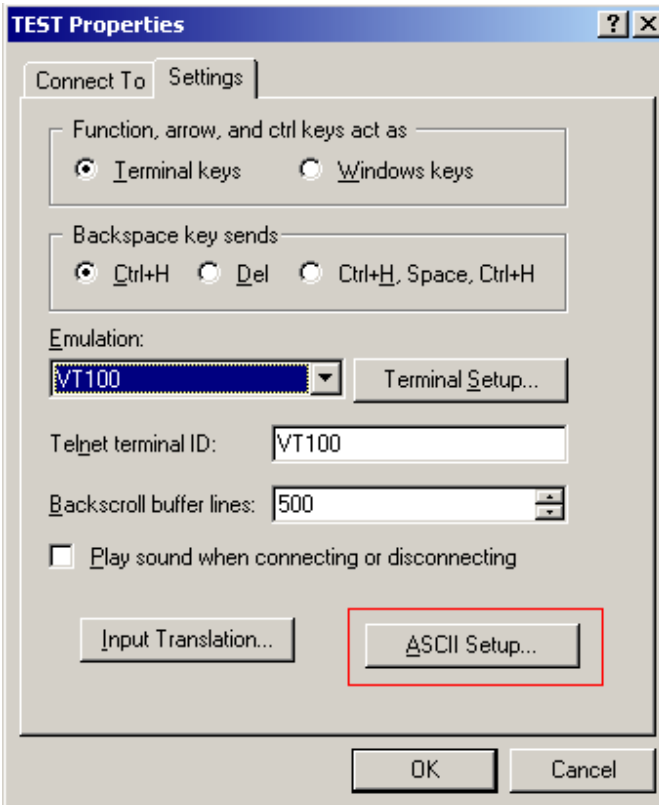 TEST Properties
Connect To Settings
Function, arrow, and ctrl keys act as
Terminal keys Windows keys
Backspace key sends
Ctrl+H Del Ctrl+H, Space, Ctrl+H
Emulation:
VT100 Terminal Setup...
Telnet terminal ID: VT100
Backscroll buffer lines: 500
Play sound when connecting or disconnecting
Input Translation... ASCII Setup...
OK Cancel